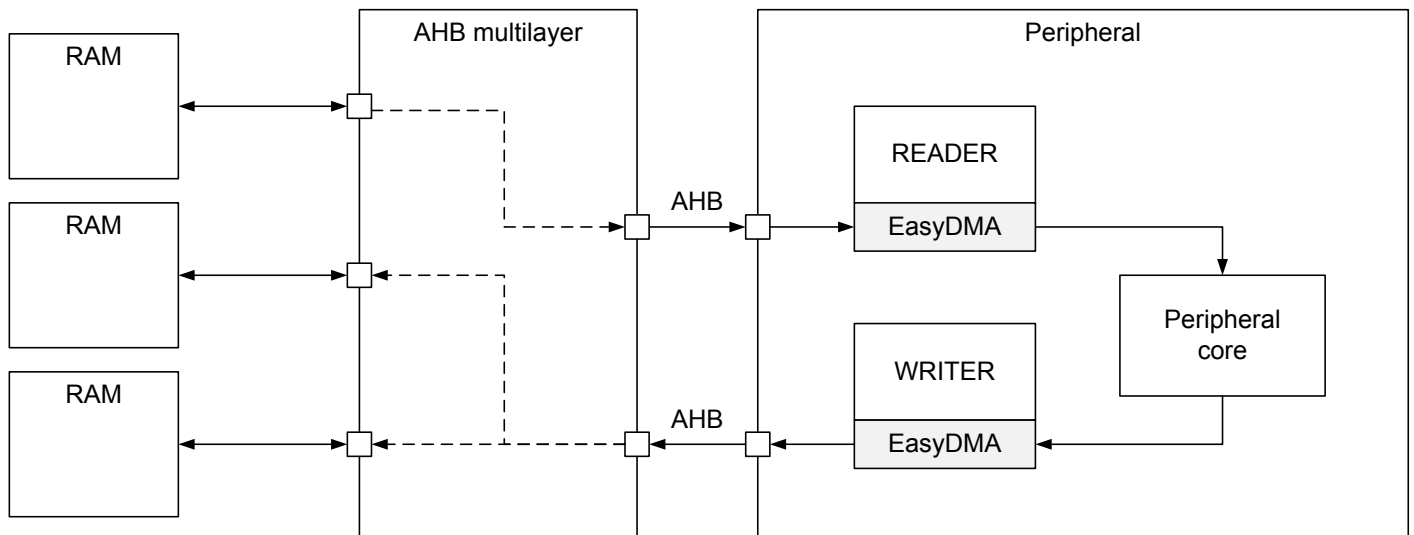 AHB multilayer
Peripheral
RAM
READER
AHB
EasyDMA
RAM
Peripheral
core
WRITER
RAM
AHB
EasyDMA